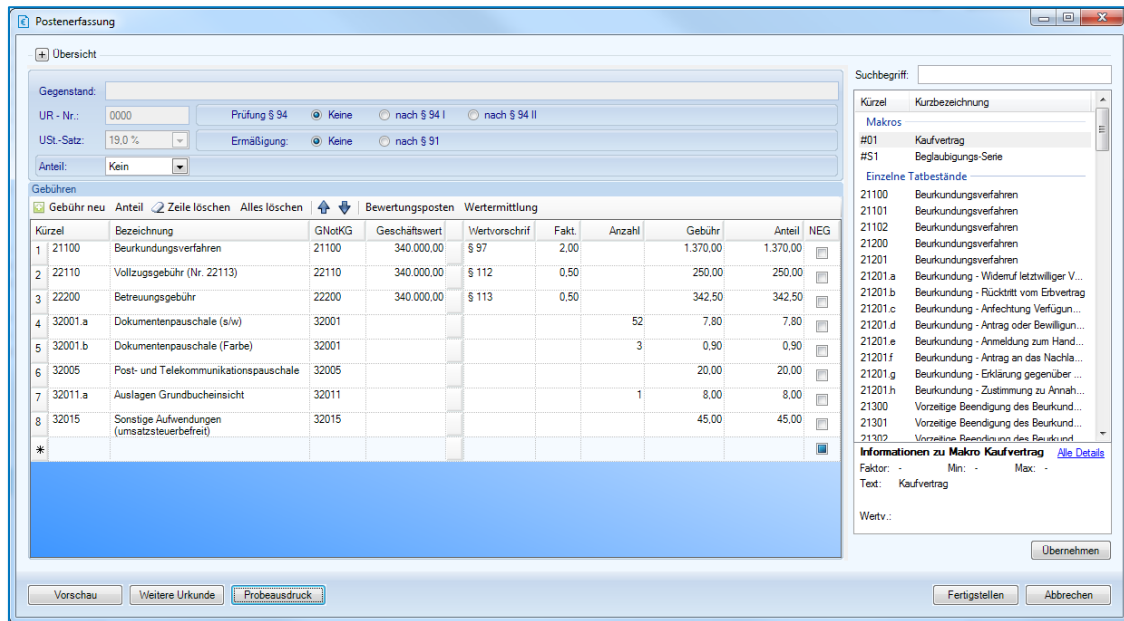 Postenerfassung
Übersicht
Gegenstand:
UR - Nr.: 0000 Prüfung § 94 Keine nach § 94 I nach § 94 II
USt.-Satz: 19,0 % Ermäßigung: Keine nach § 91
Anteil: Kein
Gebühren
Gebühr neu Anteil Zeile löschen Alles löschen Bewertungsposten Wertermittlung
Kürzel Bezeichnung GNotKG Geschäftswert Wertvorschrif Fakt. Anzahl Gebühr Anteil NEG
1 21100 Beurkundungsverfahren 21100 340.000,00 § 97 2,00 1.370,00 1.370,00
2 22110 Vollzugsgebühr (Nr. 22113) 22110 340.000,00 § 112 0,50 250,00 250,00
3 22200 Betreuungsgebühr 22200 340.000,00 § 113 0,50 342,50 342,50
4 32001.a Dokumentenpauschale (s/w) 32001 52 7,80 7,80
5 32001.b Dokumentenpauschale (Farbe) 32001 3 0,90 0,90
6 32005 Post- und Telekommunikationspauschale 32005 20,00 20,00
7 32011.a Auslagen Grundbucheinsicht 32011 1 8,00 8,00
8 32015 Sonstige Aufwendungen 32015 45,00 45,00
(umsatzsteuerbefreit)
Suchbegriff:
Kürzel Kurzbezeichnung
Makros
#01 Kaufvertrag
#S1 Beglaubigungs-Serie
Einzelne Tatbestände
21100 Beurkundungsverfahren
21101 Beurkundungsverfahren
21102 Beurkundungsverfahren
21200 Beurkundungsverfahren
21201 Beurkundungsverfahren
21201.a Beurkundung - Widerruf letztwilliger V...
21201.b Beurkundung - Rücktritt vom Erbvertrag
21201.c Beurkundung - Anfechtung Verfügun...
21201.d Beurkundung - Antrag oder Bewilligun...
21201.e Beurkundung - Anmeldung zum Hand...
21201.f Beurkundung - Antrag an das Nachla...
21201.g Beurkundung - Erklärung gegenüber ...
21201.h Beurkundung - Zustimmung zu Annah...
21300 Vorzeitige Beendigung des Beurkund...
21301 Vorzeitige Beendigung des Beurkund...
21302 Vorzeitige Beendigung des Beurkund
Informationen zu Makro Kaufvertrag Alle Details
Faktor: - Min: - Max: -
Text: Kaufvertrag
Wertv.:
Übernehmen
Vorschau Weitere Urkunde Probeausdruck Fertigstellen Abbrechen